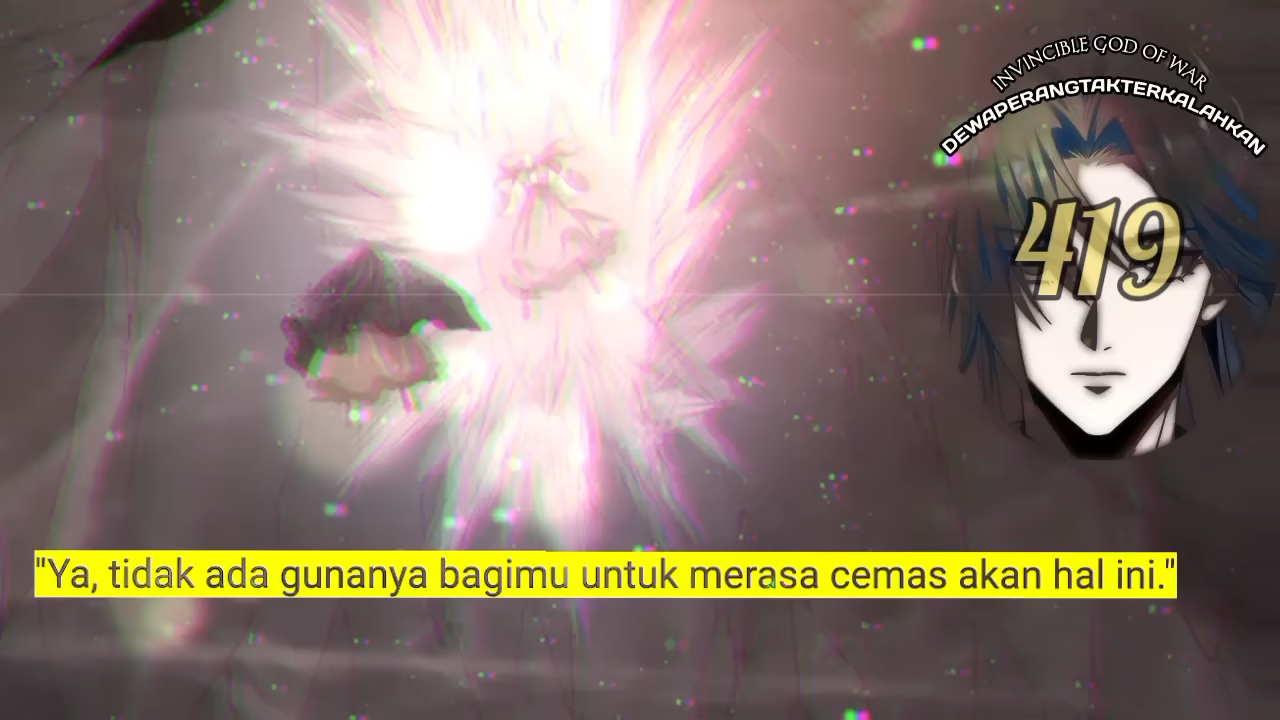 INVINCIBLE GOD OF WAR
DEWAPERANGTAKTERKALAHKAN
419
"Ya, tidak ada gunanya bagimu untuk merasa cemas akan hal ini."